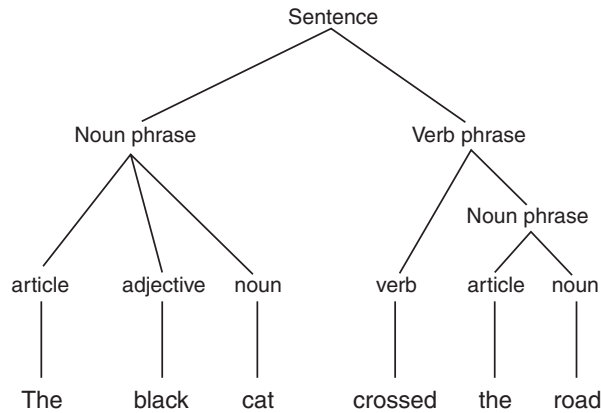 Sentence
Noun phrase Verb phrase
Noun phrase
article adjective noun verb article noun
The black cat crossed the road